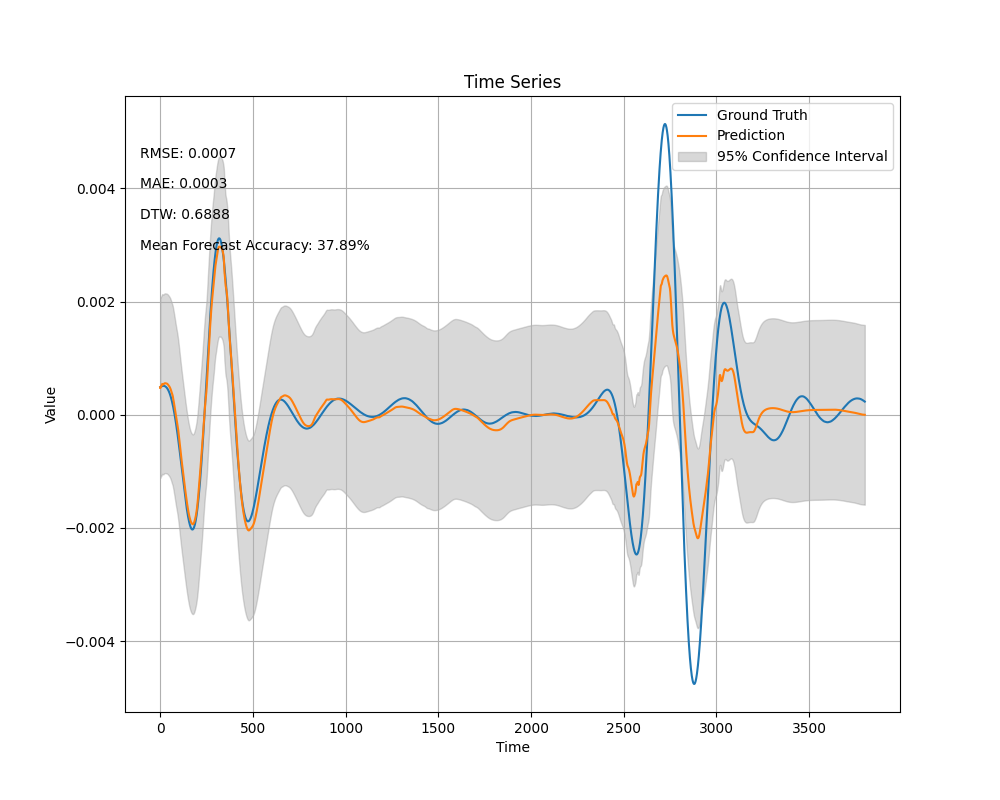 Time Series
Ground Truth
Prediction
95% Confidence Interval
RMSE: 0.0007
MAE: 0.0003
DTW: 0.6888
Mean Forecast Accuracy: 37.89%
Value
0.004
0.002
0.000
−0.002
−0.004
0 500 1000 1500 2000 2500 3000 3500
Time